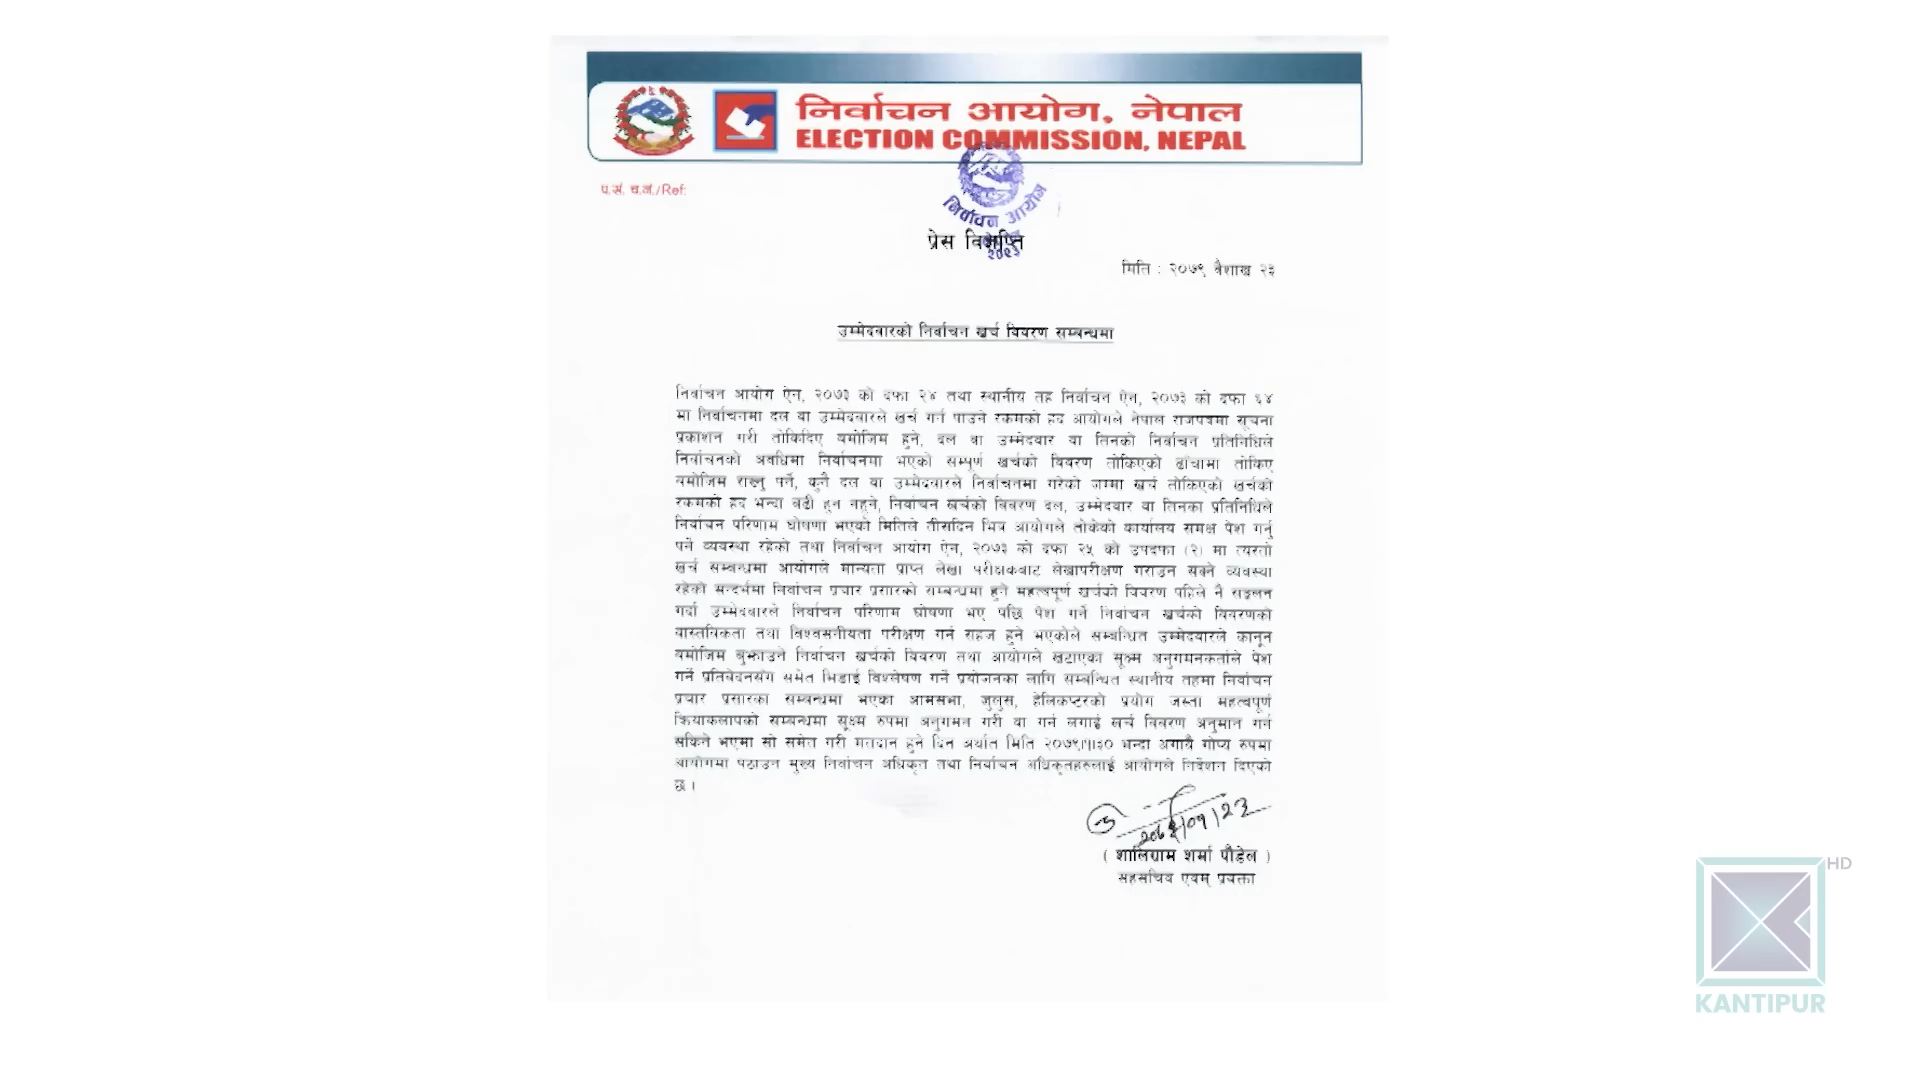 निर्वाचन आयोग, नेपाल
ELECTION COMMISSION, NEPAL
प.सं. च.नं./Ref:
निर्वाचन आयोग
प्रेस विज्ञप्ति
मिति : २०७९ वैशाख २३
उम्मेदवारको निर्वाचन खर्च विवरण सम्बन्धमा
निर्वाचन आयोग ऐन, २०७३ को दफा २४ तथा स्थानीय तह निर्वाचन ऐन, २०७३ को दफा ६४
मा निर्वाचनमा दल वा उम्मेदवारले खर्च गर्न पाउने रकमको हद आयोगले नेपाल राजपत्रमा सूचना
प्रकाशन गरी तोकिदिए बमोजिम हुने, दल वा उम्मेदवार वा तिनको निर्वाचन प्रतिनिधिले
निर्वाचनको अवधिमा निर्वाचनमा भएको सम्पूर्ण खर्चको विवरण तोकिएको ढाँचामा तोकिए
बमोजिम राख्नु पर्ने, कुनै दल वा उम्मेदवारले निर्वाचनमा गरेको जम्मा खर्च तोकिएको खर्चको
रकमको हद भन्दा बढी हुन नहुने, निर्वाचन खर्चको विवरण दल, उम्मेदवार वा तिनका प्रतिनिधिले
निर्वाचन परिणाम घोषणा भएको मितिले तीसदिन भित्र आयोगले तोकेको कार्यालय समक्ष पेश गर्नु
पर्ने व्यवस्था रहेको तथा निर्वाचन आयोग ऐन, २०७३ को दफा २५ को उपदफा (२) मा त्यस्तो
खर्च सम्बन्धमा आयोगले मान्यता प्राप्त लेखा परीक्षकबाट लेखापरीक्षण गराउन सक्ने व्यवस्था
रहेको सन्दर्भमा निर्वाचन प्रचार प्रसारको सम्बन्धमा हुने महत्वपूर्ण खर्चको विवरण पहिले नै सङ्कलन
गर्दा उम्मेदवारले निर्वाचन परिणाम घोषणा भए पछि पेश गर्ने निर्वाचन खर्चको विवरणको
वास्तविकता तथा विश्वसनीयता परीक्षण गर्न सहज हुने भएकोले सम्बन्धित उम्मेदवारले कानून
बमोजिम बुझाउने निर्वाचन खर्चको विवरण तथा आयोगले खटाएका सूक्ष्म अनुगमनकर्ताले पेश
गर्ने प्रतिवेदनसँग समेत भिडाई विश्लेषण गर्ने प्रयोजनका लागि सम्बन्धित स्थानीय तहमा निर्वाचन
प्रचार प्रसारका सम्बन्धमा भएका आमसभा, जुलुस, हेलिकप्टरको प्रयोग जस्ता महत्वपूर्ण
क्रियाकलापको सम्बन्धमा सूक्ष्म रुपमा अनुगमन गरी वा गर्न लगाई खर्च विवरण अनुमान गर्न
सकिने भएमा सो समेत गरी मतदान हुने दिन अर्थात मिति २०७९।१।३० भन्दा अगावै गोप्य रुपमा
आयोगमा पठाउन मुख्य निर्वाचन अधिकृत तथा निर्वाचन अधिकृतहरुलाई आयोगले निर्देशन दिएको
छ ।
२०७९/०१/२३
( शालिग्राम शर्मा पौडेल )
सहसचिव एवम् प्रवक्ता
HD
KANTIPUR